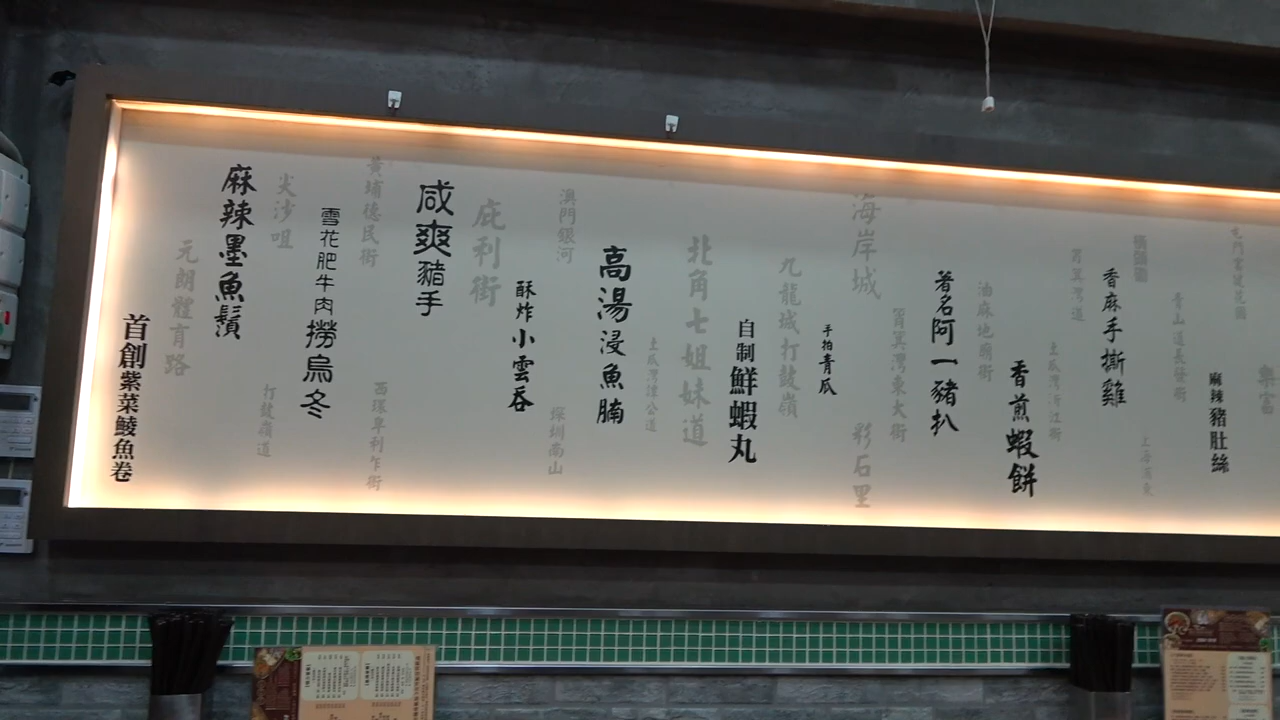 首創紫菜鯪魚卷
元朗體育路
麻辣墨魚鬚
打鼓嶺道
尖沙咀
雪花肥牛肉撈烏冬
黃埔德民街
西環卑利乍街
咸爽豬手
庇利街
酥炸小雲吞
澳門銀河
深圳南山
高湯浸魚腩
土瓜灣譚公道
北角七姐妹道
自制鮮蝦丸
九龍城打鼓嶺
手拍青瓜
海岸城
彩石里
筲箕灣東大街
著名阿一豬扒
油麻地廟街
香煎蝦餅
筲箕灣道
土瓜灣浙江街
香麻手撕雞
青山道長發街
麻辣豬肚絲
樂富